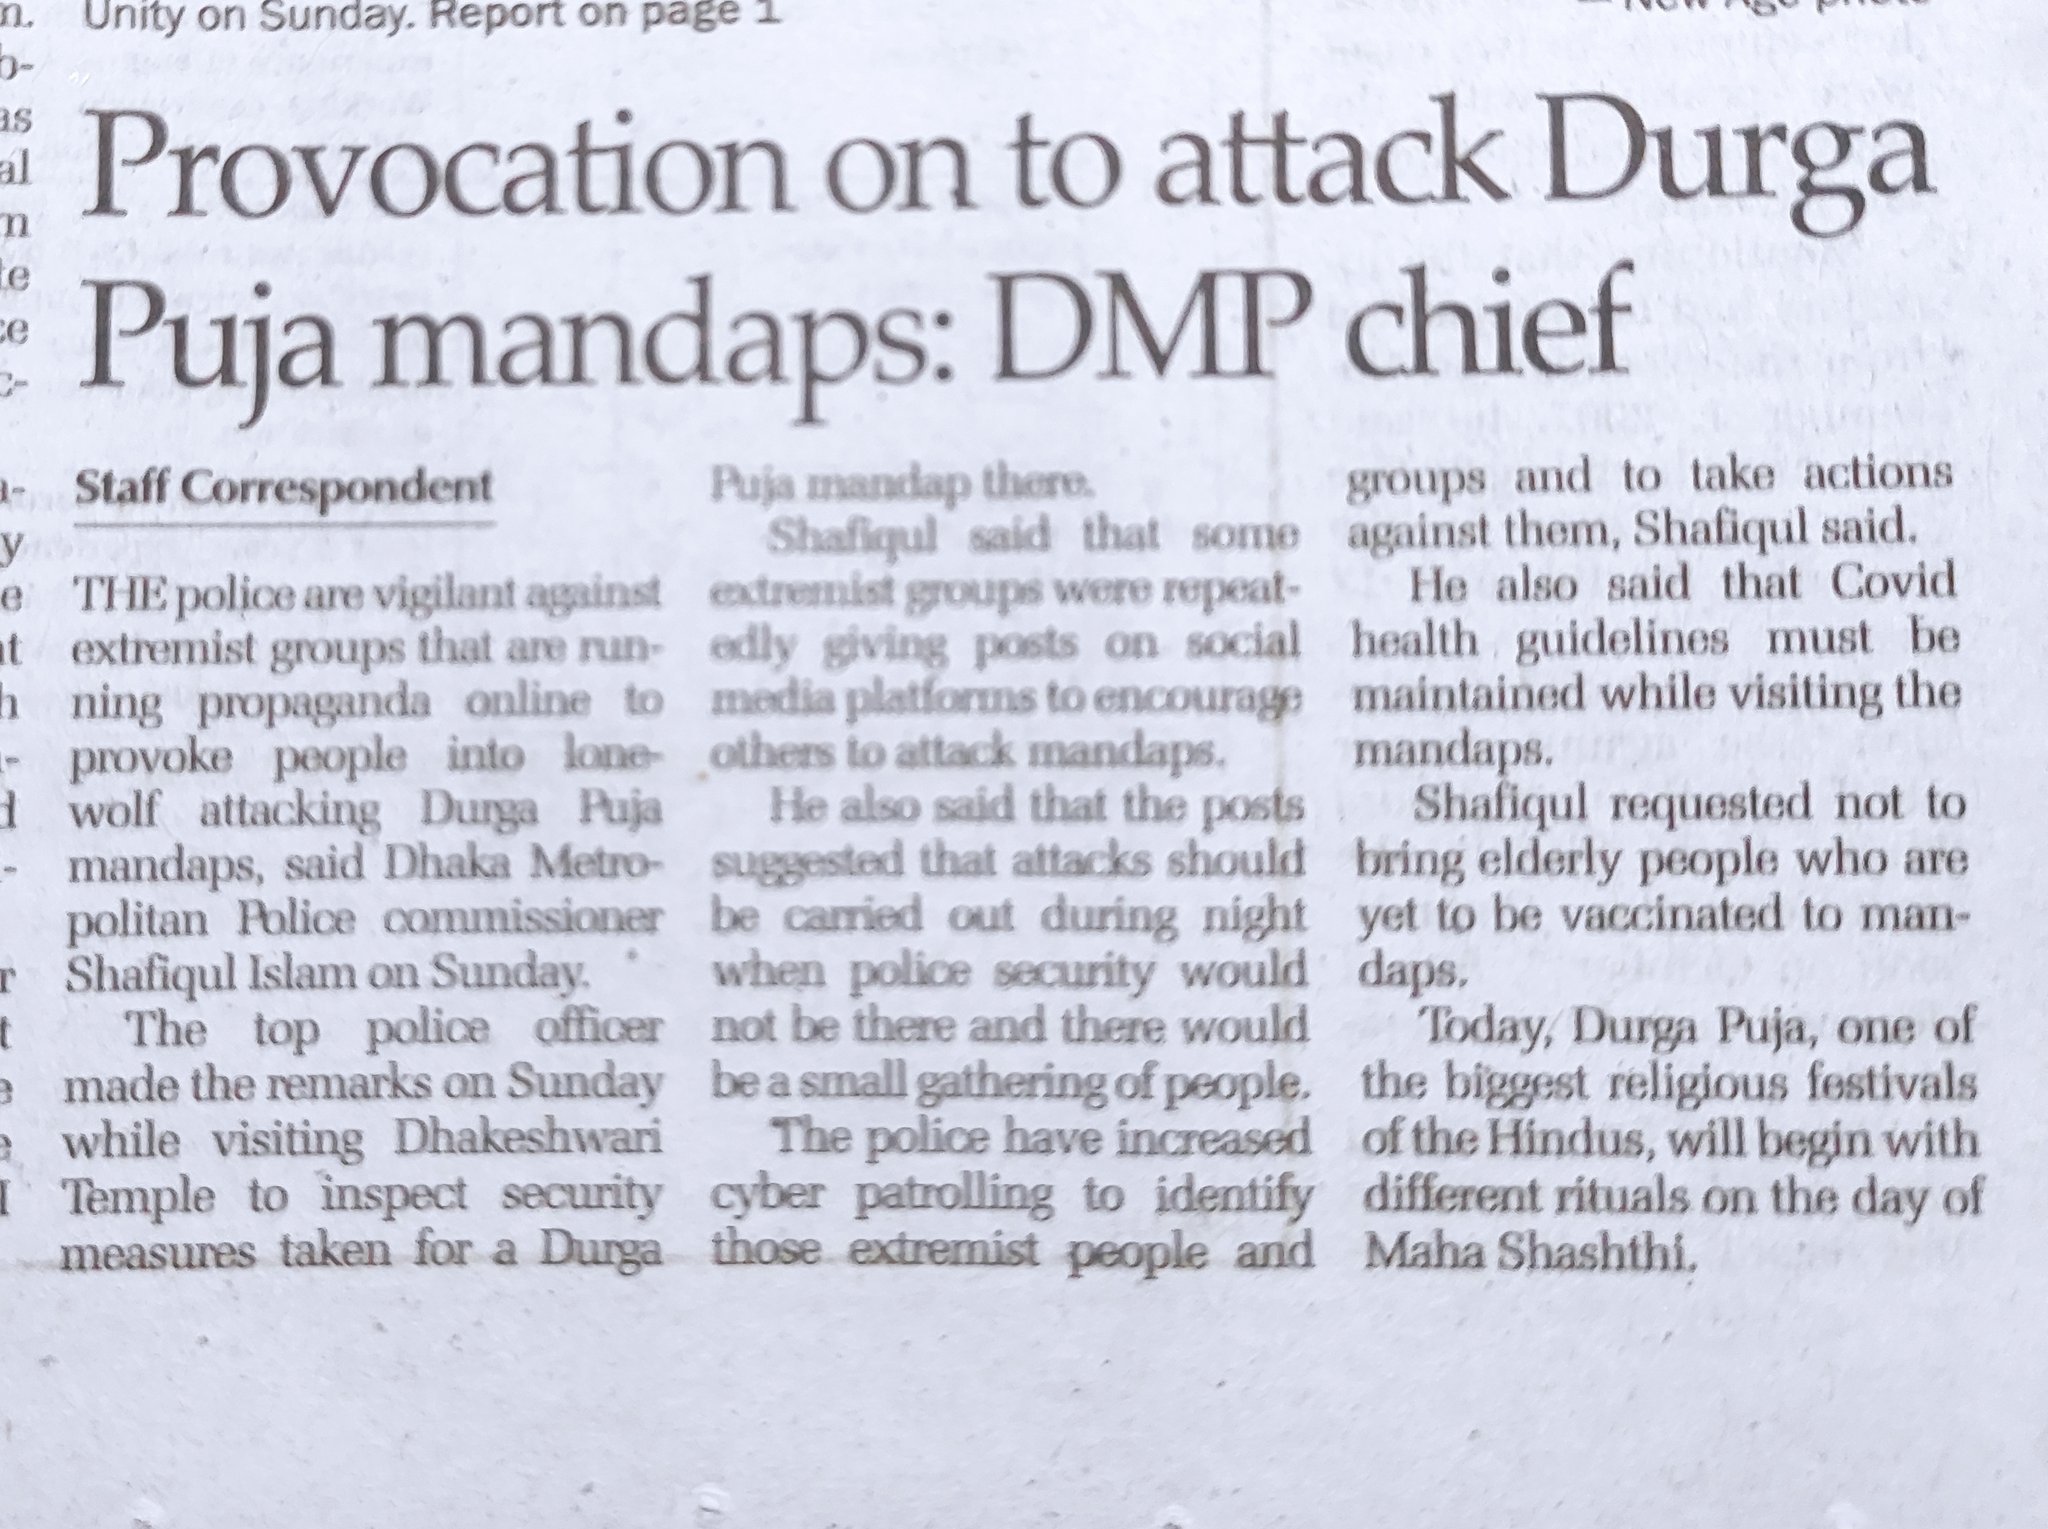 Unity on Sunday. Report on page 1
Provocation on to attack Durga
Puja mandaps: DMP chief
Staff Correspondent
THE police are vigilant against
extremist groups that are run-
ning propaganda online to
provoke people into lone-
wolf attacking Durga Puja
mandaps, said Dhaka Metro-
politan Police commissioner
Shafiqul Islam on Sunday.
The top police officer
made the remarks on Sunday
while visiting Dhakeshwari
Temple to inspect security
measures taken for a Durga
Puja mandap there.
Shafiqul said that some
extremist groups were repeat-
edly giving posts on social
media platforms to encourage
others to attack mandaps.
He also said that the posts
suggested that attacks should
be carried out during night
when police security would
not be there and there would
be a small gathering of people.
The police have increased
cyber patrolling to identify
those extremist people and
groups and to take actions
against them, Shafiqul said.
He also said that Covid
health guidelines must be
maintained while visiting the
mandaps.
Shafiqul requested not to
bring elderly people who are
yet to be vaccinated to man-
daps.
Today, Durga Puja, one of
the biggest religious festivals
of the Hindus, will begin with
different rituals on the day of
Maha Shashthi.